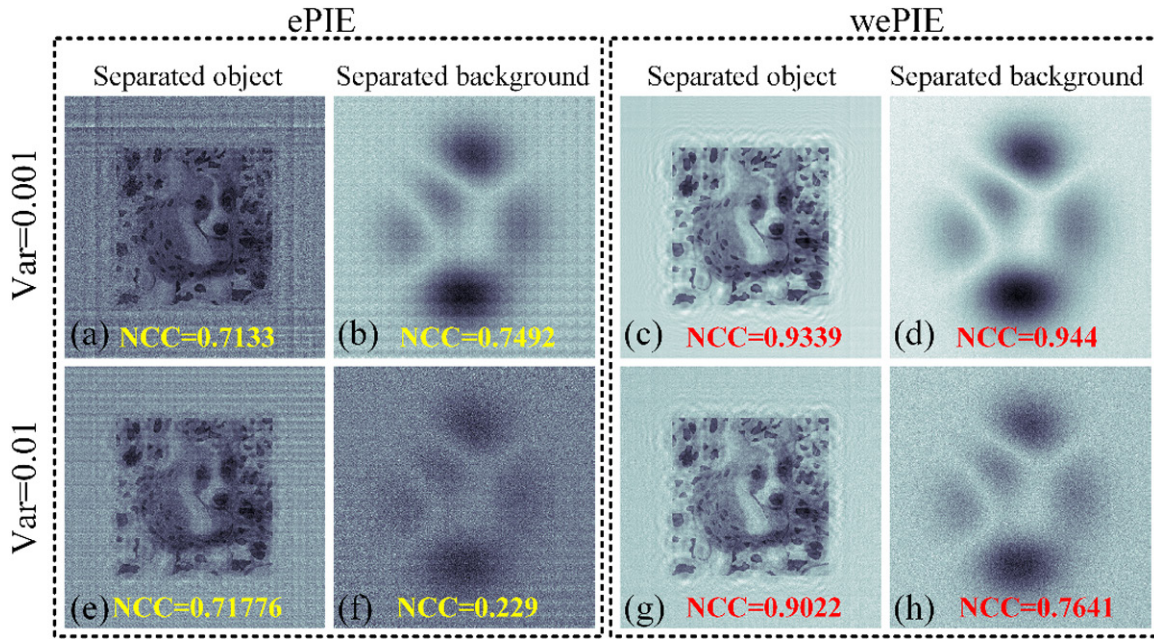 ePIE
wePIE
Separated object
Separated background
Separated object
Separated background
Var=0.001
(a) NCC=0.7133
(b) NCC=0.7492
(c) NCC=0.9339
(d) NCC=0.944
Var=0.01
(e) NCC=0.71776
(f) NCC=0.229
(g) NCC=0.9022
(h) NCC=0.7641